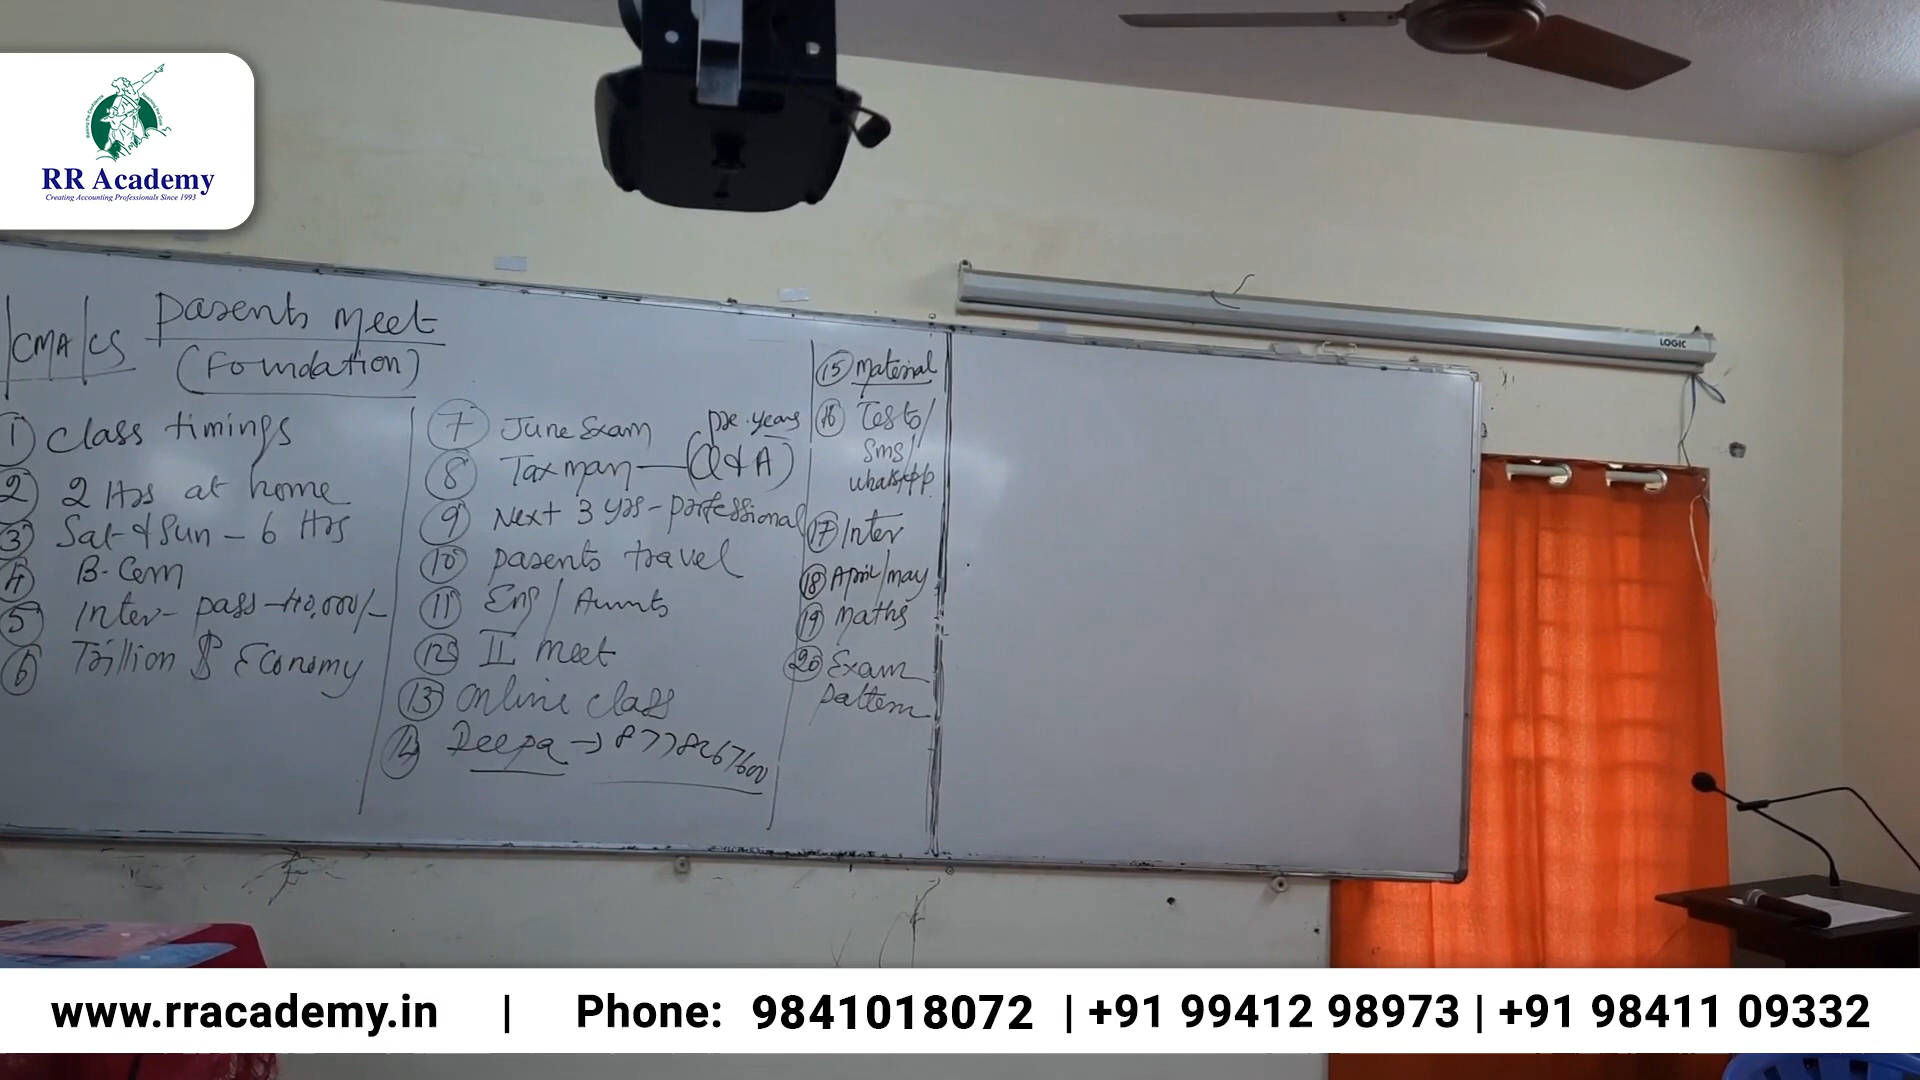 RR Academy
Creating Accounting Professionals Since 1993
LOGIC
|CMA|CS
Parents Meet
(Foundation)
1 Class timings
2 2 Hrs at home
3 Sat & Sun - 6 Hrs
4 B.Com
5 Inter - pass - 40,000/-
6 Trillion $ Economy
7 June Exam
8 Taxman — (Q & A) pre. years
9 Next 3 yrs - professional
10 parents travel
11 Eng / Accounts
12 II meet
13 online class
14 Deepa → 8778267600
15 Material
16 Tests/
Sms/
whatsapp
17 Inter
18 April/may
19 maths
20 Exam
pattern
www.rracademy.in | Phone: 9841018072 | +91 99412 98973 | +91 98411 09332